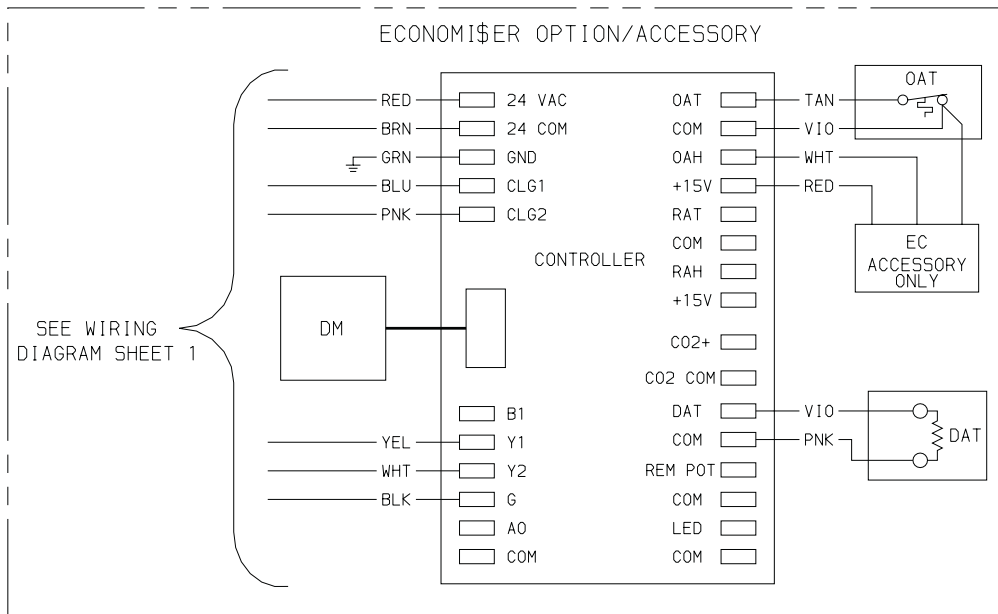 ECONOMI$ER OPTION/ACCESSORY
RED 24 VAC
BRN 24 COM
GRN GND
BLU CLG1
PNK CLG2
CONTROLLER
DM
SEE WIRING
DIAGRAM SHEET 1
B1
YEL Y1
WHT Y2
BLK G
AO
COM
OAT TAN
COM VIO
OAH WHT
+15V RED
RAT
COM
RAH
+15V
CO2+
CO2 COM
DAT VIO
COM PNK
REM POT
COM
LED
COM
OAT
EC
ACCESSORY
ONLY
DAT